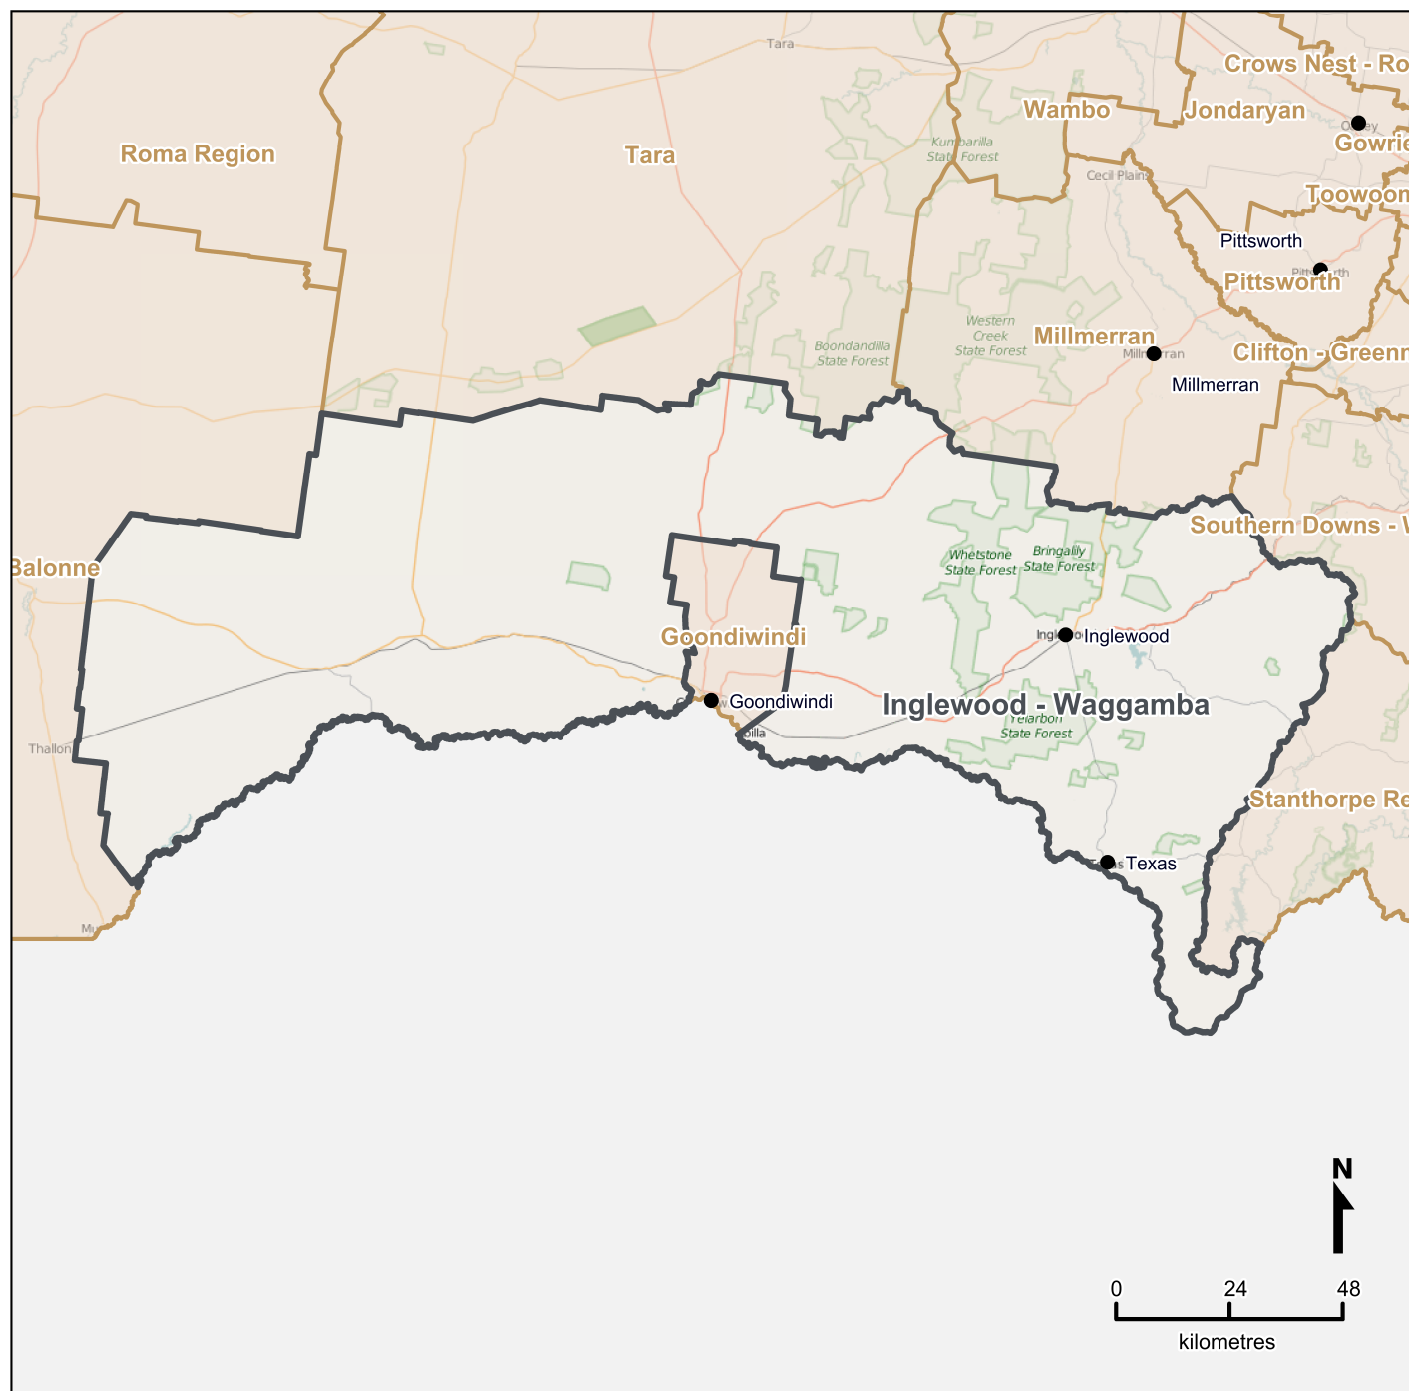 Tara
Crows Nest - Ro
Wambo
Jondaryan
Gowrie
Kumbarilla
State Forest
Roma Region
Tara
Cecil Plains
Toowoom
Pittsworth
Pittsworth
Pittsworth
Western
Creek
State Forest
Millmerran
Boondandilla
State Forest
Millmerran
Clifton - Greenm
Millmerran
Southern Downs - W
Whetstone
State Forest
Bringalily
State Forest
Balonne
Goondiwindi
Inglewood
Goondiwindi
Inglewood - Waggamba
Yelarbon
State Forest
Thallon
Stanthorpe Re
Texas
N
0 24 48
kilometres